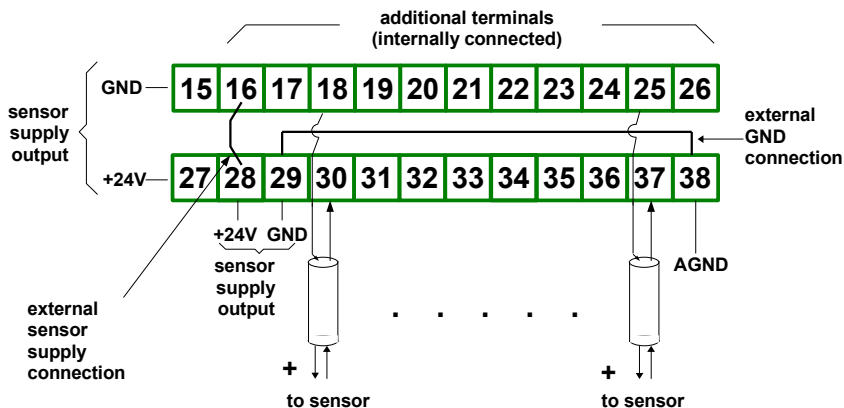 additional terminals
(internally connected)
GND
15 16 17 18 19 20 21 22 23 24 25 26
sensor
supply
output
external
GND
connection
+24V
27 28 29 30 31 32 33 34 35 36 37 38
+24V GND
sensor
supply
output
AGND
external
sensor
supply
connection
. . . . .
+ +
to sensor to sensor